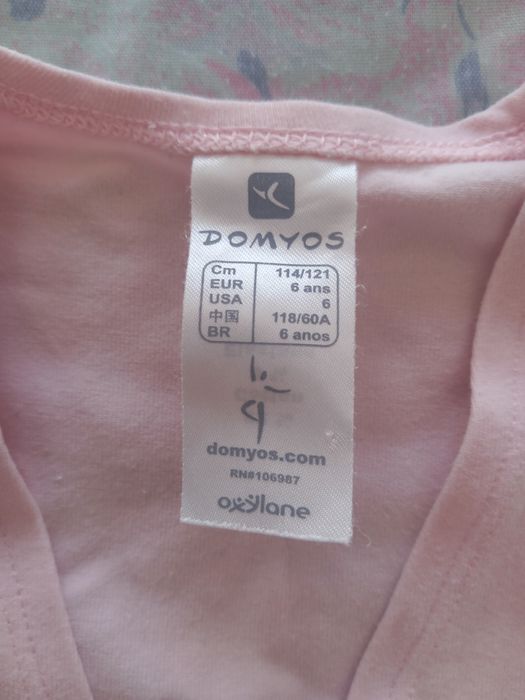 DOMYOS
Cm 114/121
EUR 6 ans
USA 6
中国 118/60A
BR 6 anos
domyos.com
RN#106987
oxylane